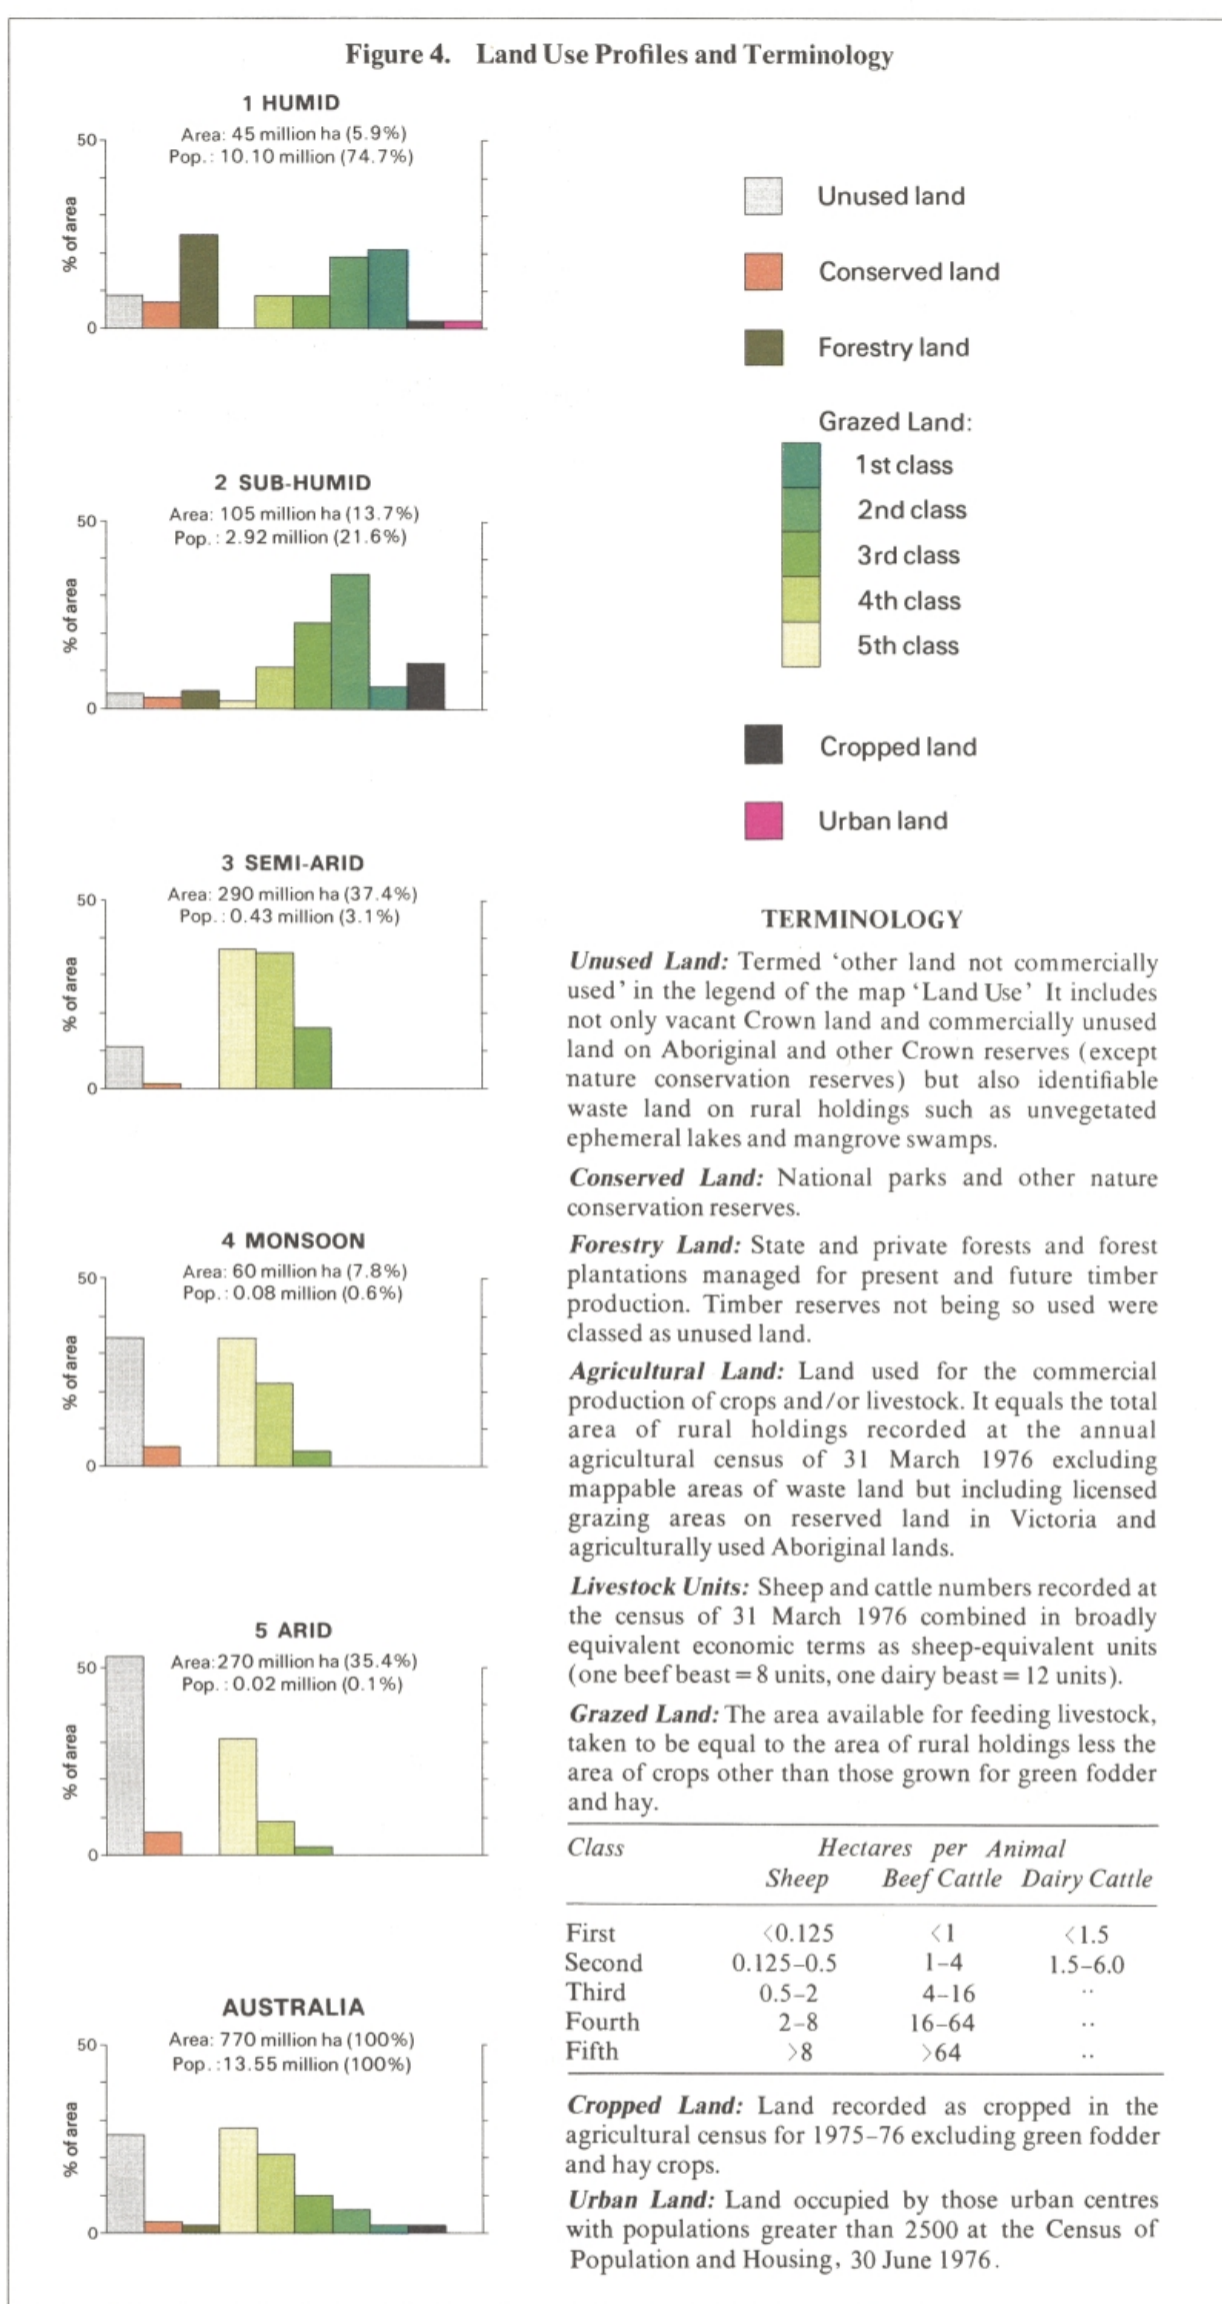 Figure 4. Land Use Profiles and Terminology
1 HUMID
Area: 45 million ha (5.9%)
Pop.: 10.10 million (74.7%)
50
% of area
0
2 SUB-HUMID
Area: 105 million ha (13.7%)
Pop.: 2.92 million (21.6%)
50
% of area
0
3 SEMI-ARID
Area: 290 million ha (37.4%)
Pop.: 0.43 million (3.1%)
50
% of area
0
4 MONSOON
Area: 60 million ha (7.8%)
Pop.: 0.08 million (0.6%)
50
% of area
0
5 ARID
Area: 270 million ha (35.4%)
Pop.: 0.02 million (0.1%)
50
% of area
0
AUSTRALIA
Area: 770 million ha (100%)
Pop.: 13.55 million (100%)
50
% of area
0
Unused land
Conserved land
Forestry land
Grazed Land:
1st class
2nd class
3rd class
4th class
5th class
Cropped land
Urban land
TERMINOLOGY
Unused Land: Termed ‘other land not commercially
used’ in the legend of the map ‘Land Use’ It includes
not only vacant Crown land and commercially unused
land on Aboriginal and other Crown reserves (except
nature conservation reserves) but also identifiable
waste land on rural holdings such as unvegetated
ephemeral lakes and mangrove swamps.
Conserved Land: National parks and other nature
conservation reserves.
Forestry Land: State and private forests and forest
plantations managed for present and future timber
production. Timber reserves not being so used were
classed as unused land.
Agricultural Land: Land used for the commercial
production of crops and/or livestock. It equals the total
area of rural holdings recorded at the annual
agricultural census of 31 March 1976 excluding
mappable areas of waste land but including licensed
grazing areas on reserved land in Victoria and
agriculturally used Aboriginal lands.
Livestock Units: Sheep and cattle numbers recorded at
the census of 31 March 1976 combined in broadly
equivalent economic terms as sheep-equivalent units
(one beef beast = 8 units, one dairy beast = 12 units).
Grazed Land: The area available for feeding livestock,
taken to be equal to the area of rural holdings less the
area of crops other than those grown for green fodder
and hay.
Class Hectares per Animal
Sheep Beef Cattle Dairy Cattle
First <0.125 <1 <1.5
Second 0.125–0.5 1–4 1.5–6.0
Third 0.5–2 4–16 ..
Fourth 2–8 16–64 ..
Fifth >8 >64 ..
Cropped Land: Land recorded as cropped in the
agricultural census for 1975–76 excluding green fodder
and hay crops.
Urban Land: Land occupied by those urban centres
with populations greater than 2500 at the Census of
Population and Housing, 30 June 1976.